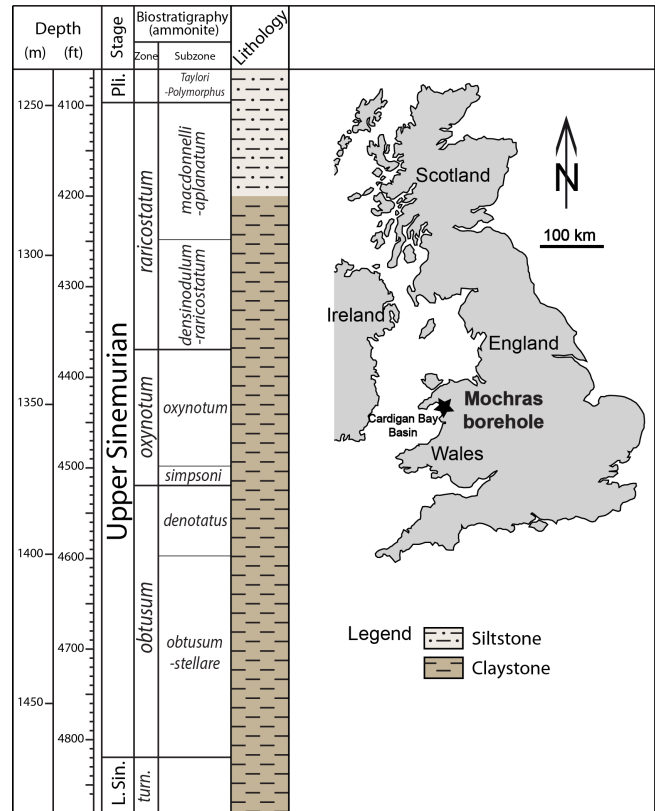 Depth
(m) (ft)
Stage
Biostratigraphy
(ammonite)
Zone
Subzone
Lithology
1250
1300
1350
1400
1450
4100
4200
4300
4400
4500
4600
4700
4800
Pli.
Upper Sinemurian
L. Sin.
raricostatum
oxynotum
obtusum
turn.
Taylori
-Polymorphus
macdonnelli
-aplanatum
densinodulum
-raricostatum
oxynotum
simpsoni
denotatus
obtusum
-stellare
Scotland
N
100 km
Ireland
England
Mochras
borehole
Cardigan Bay
Basin
Wales
Legend
Siltstone
Claystone